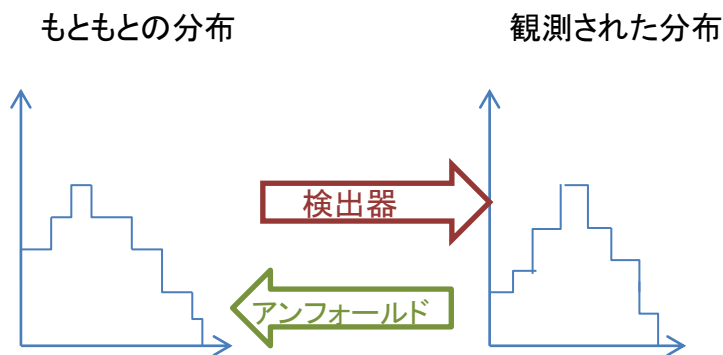 もともとの分布
観測された分布
検出器
アンフォールド